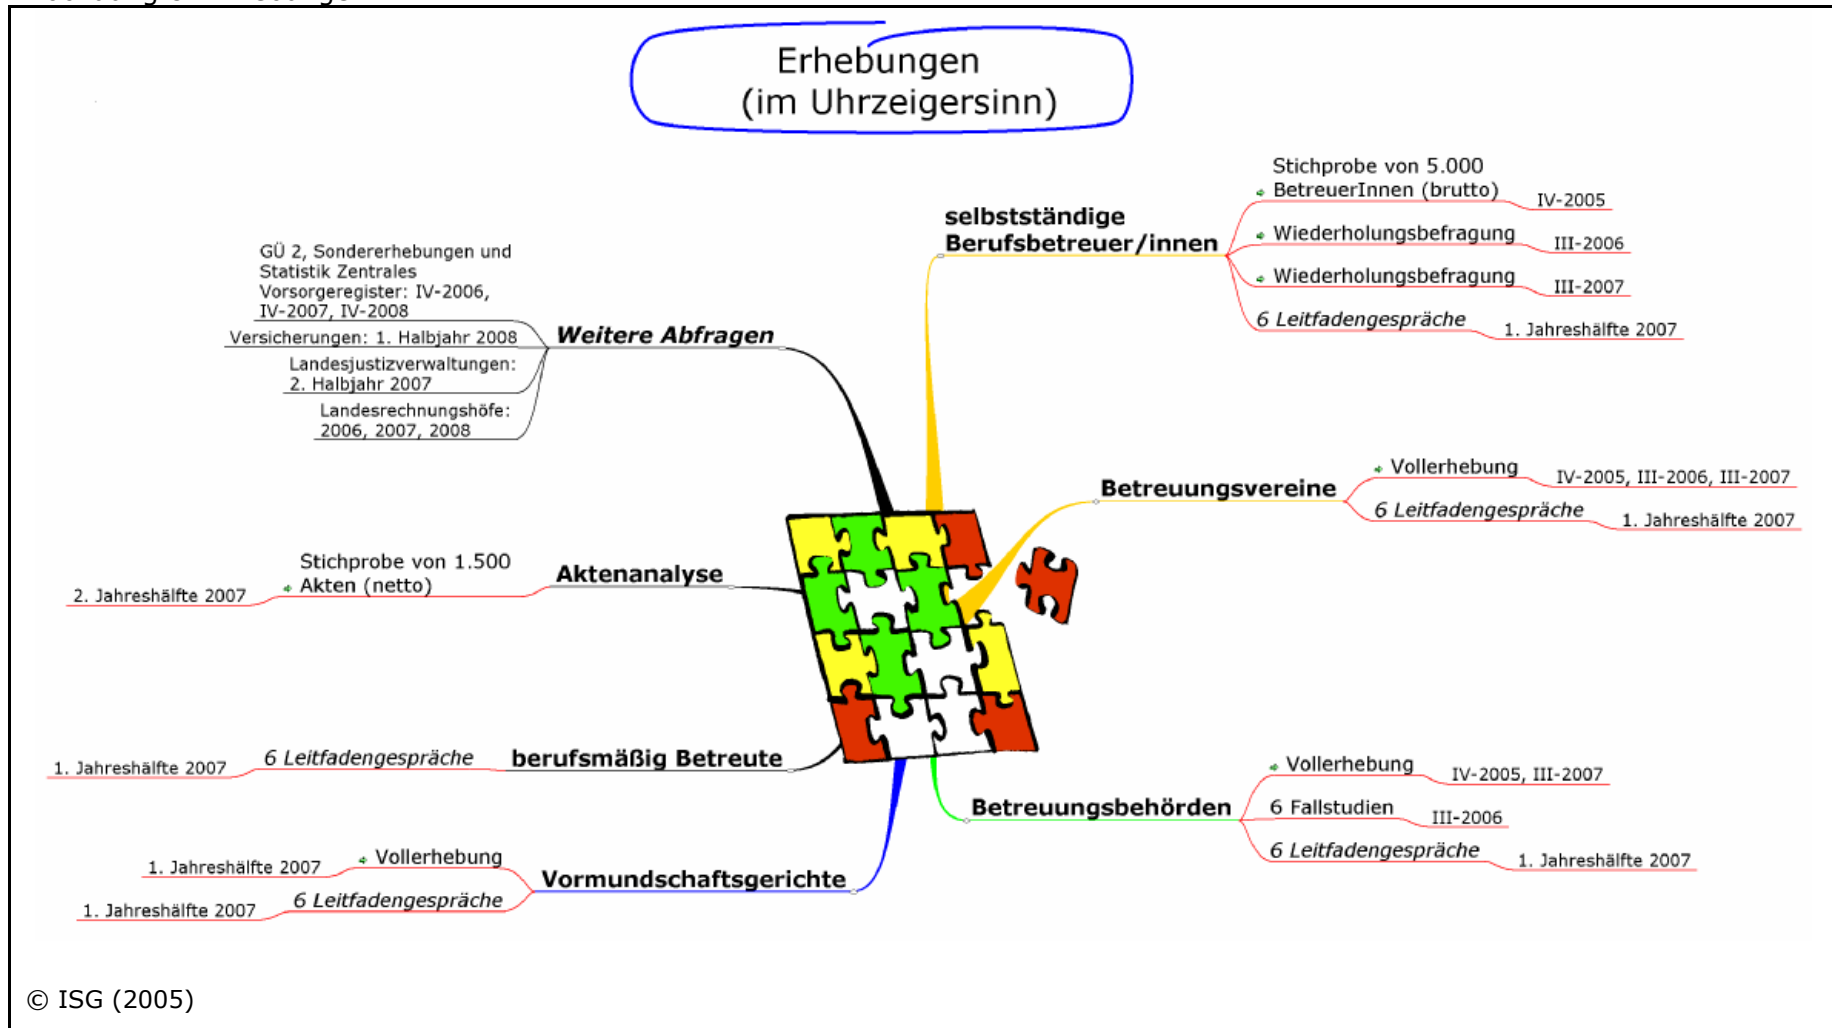 Erhebungen
(im Uhrzeigersinn)
selbstständige
Berufsbetreuer/innen
Stichprobe von 5.000
BetreuerInnen (brutto)
IV-2005
Wiederholungsbefragung
III-2006
Wiederholungsbefragung
III-2007
6 Leitfadengespräche
1. Jahreshälfte 2007
Betreuungsvereine
Vollerhebung
IV-2005, III-2006, III-2007
6 Leitfadengespräche
1. Jahreshälfte 2007
Betreuungsbehörden
Vollerhebung
IV-2005, III-2007
6 Fallstudien
III-2006
6 Leitfadengespräche
1. Jahreshälfte 2007
Vormundschaftsgerichte
Vollerhebung
1. Jahreshälfte 2007
6 Leitfadengespräche
1. Jahreshälfte 2007
berufsmäßig Betreute
6 Leitfadengespräche
1. Jahreshälfte 2007
Aktenanalyse
Stichprobe von 1.500
Akten (netto)
2. Jahreshälfte 2007
Weitere Abfragen
GÜ 2, Sondererhebungen und
Statistik Zentrales
Vorsorgeregister: IV-2006,
IV-2007, IV-2008
Versicherungen: 1. Halbjahr 2008
Landesjustizverwaltungen:
2. Halbjahr 2007
Landesrechnungshöfe:
2006, 2007, 2008
© ISG (2005)